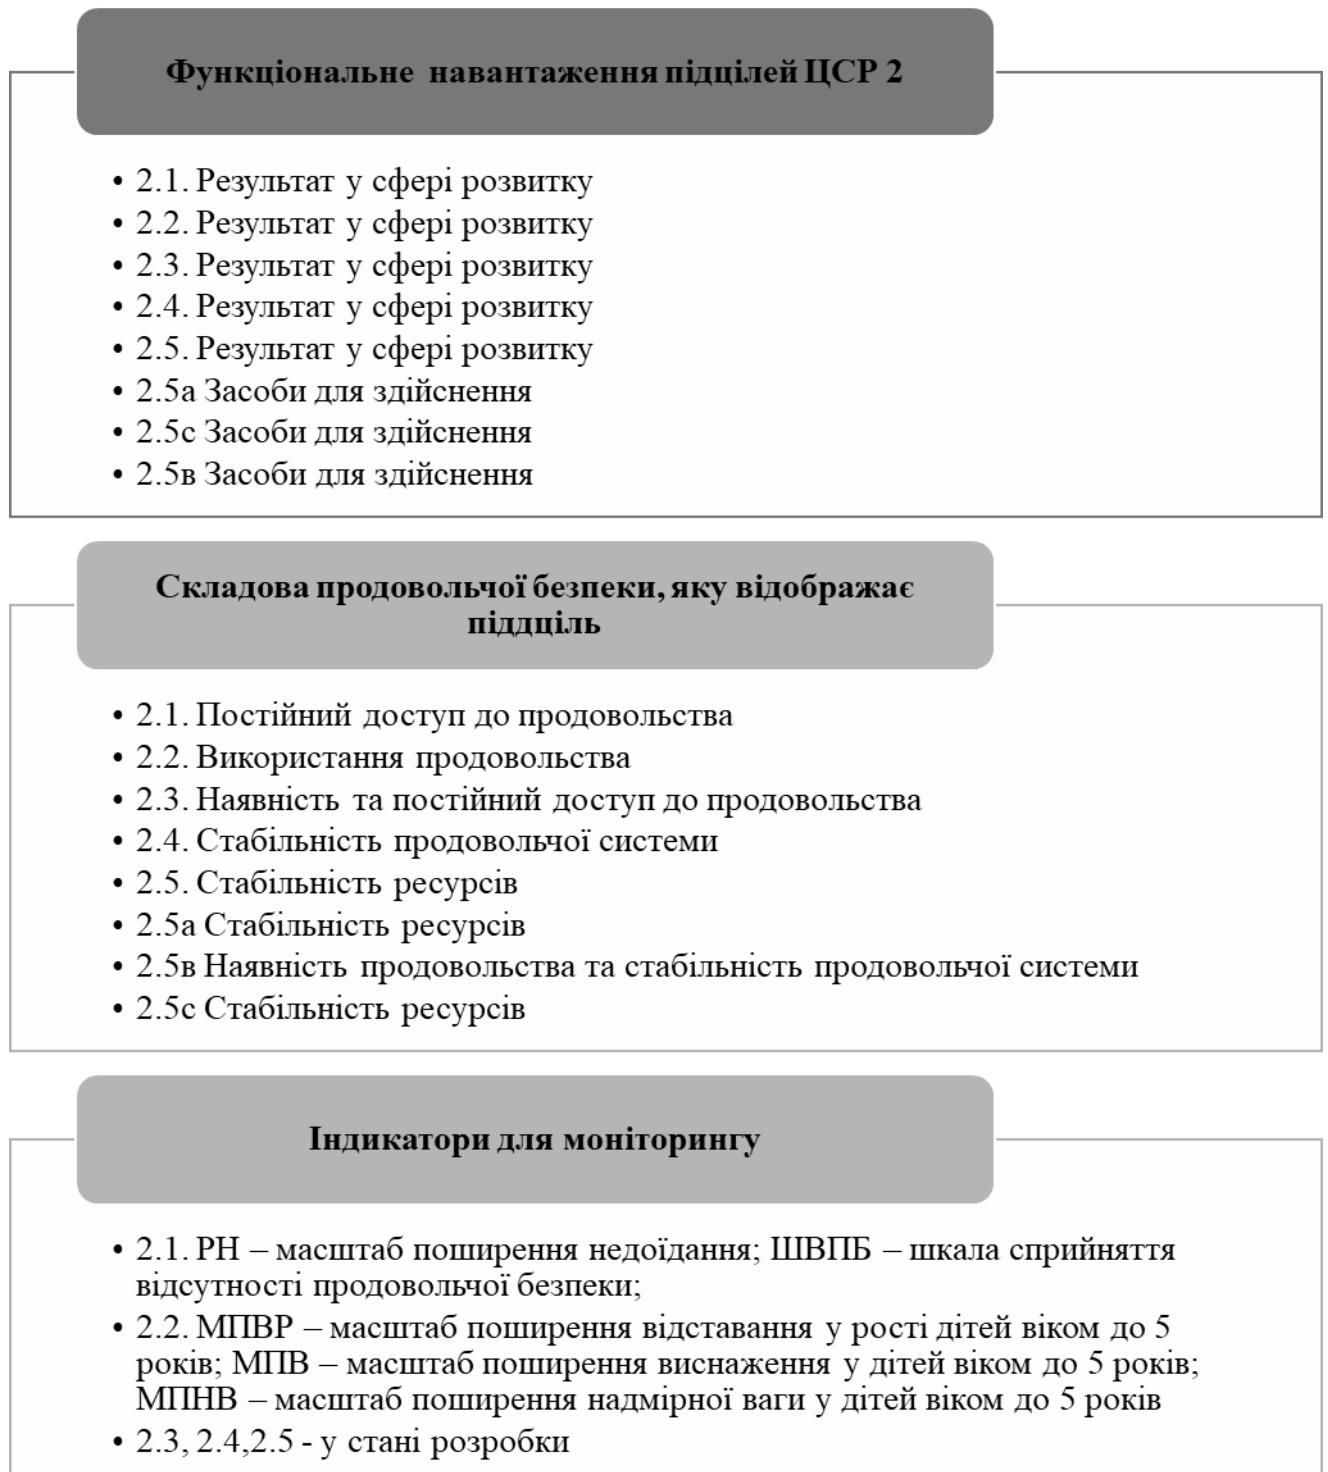 Функціональне навантаження підцілей ЦСР 2
• 2.1. Результат у сфері розвитку
• 2.2. Результат у сфері розвитку
• 2.3. Результат у сфері розвитку
• 2.4. Результат у сфері розвитку
• 2.5. Результат у сфері розвитку
• 2.5а Засоби для здійснення
• 2.5с Засоби для здійснення
• 2.5в Засоби для здійснення
Складова продовольчої безпеки, яку відображає
піддціль
• 2.1. Постійний доступ до продовольства
• 2.2. Використання продовольства
• 2.3. Наявність та постійний доступ до продовольства
• 2.4. Стабільність продовольчої системи
• 2.5. Стабільність ресурсів
• 2.5а Стабільність ресурсів
• 2.5в Наявність продовольства та стабільність продовольчої системи
• 2.5с Стабільність ресурсів
Індикатори для моніторингу
• 2.1. РН – масштаб поширення недоїдання; ШВПБ – шкала сприйняття
відсутності продовольчої безпеки;
• 2.2. МПВР – масштаб поширення відставання у рості дітей віком до 5
років; МПВ – масштаб поширення виснаження у дітей віком до 5 років;
МПНВ – масштаб поширення надмірної ваги у дітей віком до 5 років
• 2.3, 2.4,2.5 - у стані розробки